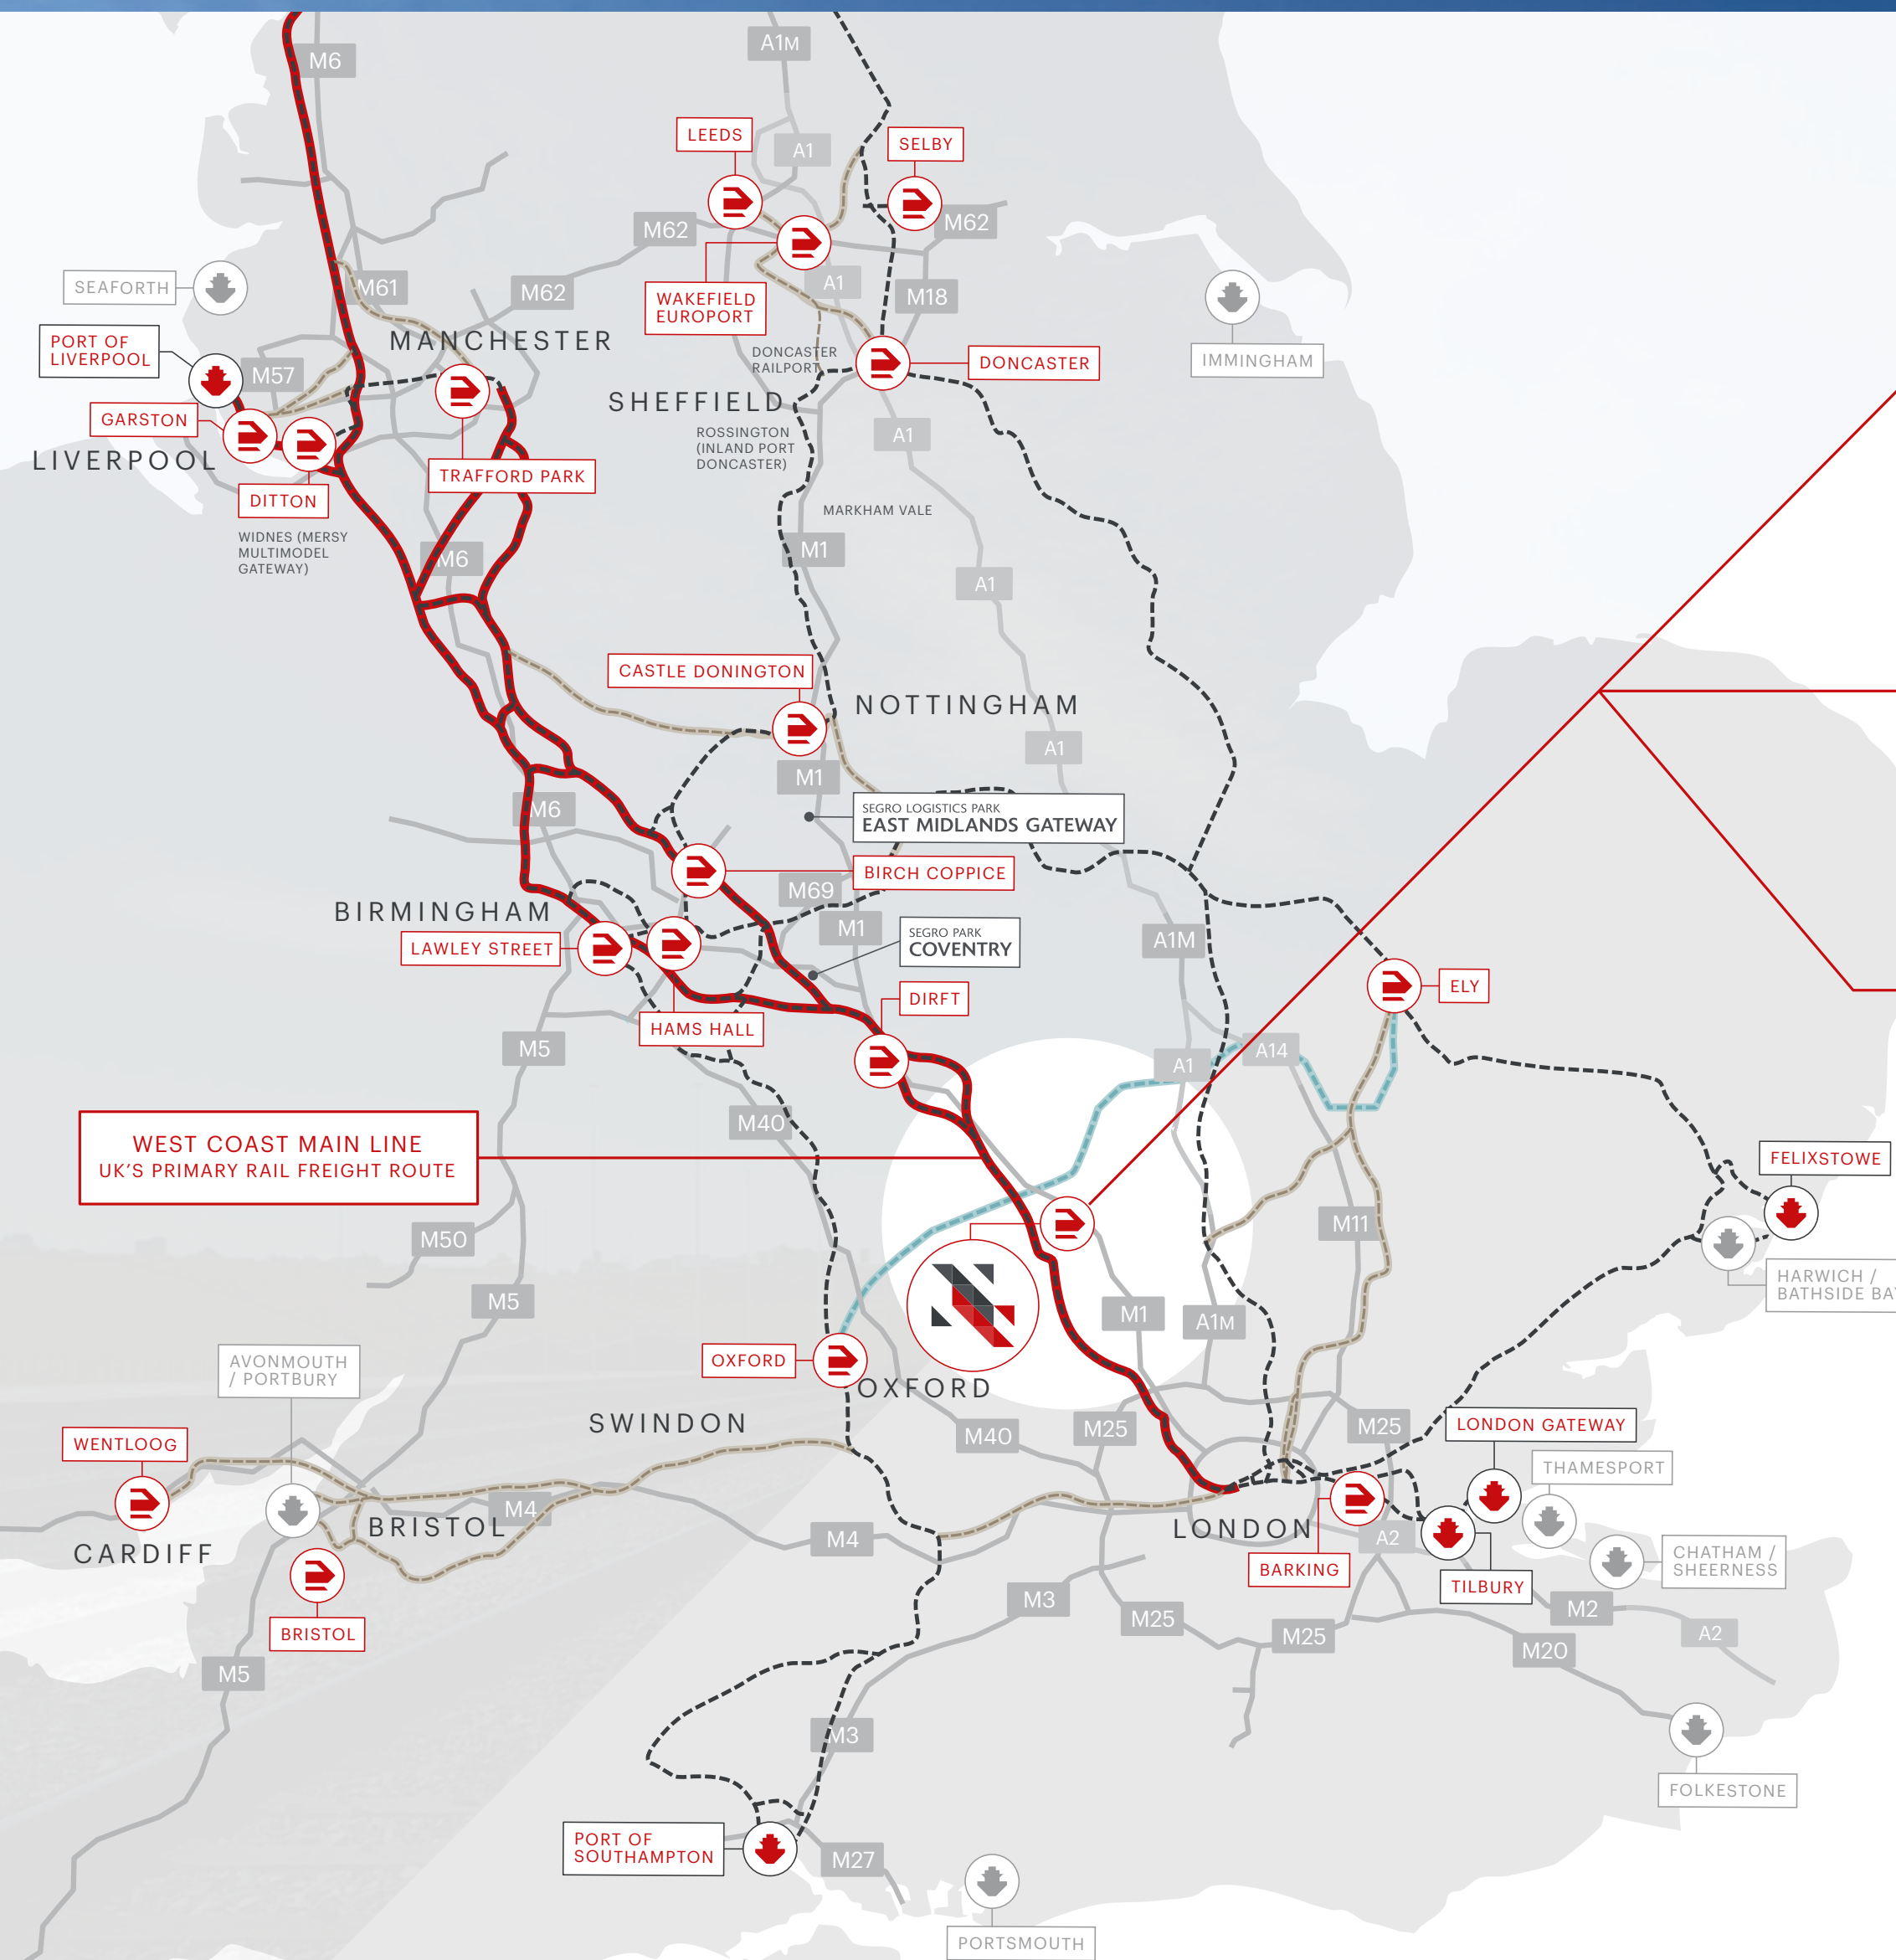 M6
A1M
LEEDS
A1
SELBY
M62
M62
SEAFORTH
M61
M62
A1
M18
WAKEFIELD
EUROPORT
IMMINGHAM
PORT OF
LIVERPOOL
MANCHESTER
M57
DONCASTER
RAILPORT
DONCASTER
GARSTON
SHEFFIELD
A1
ROSSINGTON
(INLAND PORT
DONCASTER)
LIVERPOOL
TRAFFORD PARK
DITTON
MARKHAM VALE
WIDNES (MERSY
MULTIMODEL
GATEWAY)
M6
M1
A1
CASTLE DONINGTON
NOTTINGHAM
A1
M1
M6
SEGRO LOGISTICS PARK
EAST MIDLANDS GATEWAY
BIRCH COPPICE
M69
BIRMINGHAM
M1
LAWLEY STREET
SEGRO PARK
COVENTRY
A1M
ELY
DIRFT
HAMS HALL
M5
A14
A1
M40
WEST COAST MAIN LINE
UK'S PRIMARY RAIL FREIGHT ROUTE
FELIXSTOWE
M11
M50
HARWICH /
BATHSIDE BA
M5
M1
A1M
AVONMOUTH
/ PORTBURY
OXFORD
OXFORD
SWINDON
M40
M25
M25
LONDON GATEWAY
WENTLOOG
THAMESPORT
M4
BRISTOL
M4
LONDON
A2
CARDIFF
CHATHAM /
SHEERNESS
BARKING
TILBURY
M3
M25
M2
BRISTOL
M25
A2
M20
M5
M3
FOLKESTONE
PORT OF
SOUTHAMPTON
M27
PORTSMOUTH